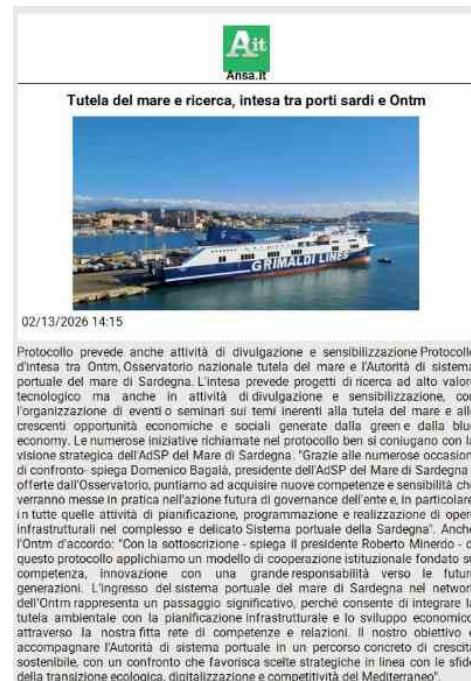 Ait
Ansa.it
Tutela del mare e ricerca, intesa tra porti sardi e Ontm
GRIMALDI LINES
02/13/2026 14:15
Protocollo prevede anche attività di divulgazione e sensibilizzazione Protocollo
d'intesa tra Ontm, Osservatorio nazionale tutela del mare e l'Autorità di sistema
portuale del mare di Sardegna. L'intesa prevede progetti di ricerca ad alto valore
tecnologico ma anche in attività di divulgazione e sensibilizzazione, con
l'organizzazione di eventi o seminari sui temi inerenti alla tutela del mare e alle
crescenti opportunità economiche e sociali generate dalla green e dalla blue
economy. Le numerose iniziative richiamate nel protocollo ben si coniugano con la
visione strategica dell'AdSP del Mare di Sardegna. "Grazie alle numerose occasioni
di confronto- spiega Domenico Bagalà, presidente dell'AdSP del Mare di Sardegna
offerte dall'Osservatorio, puntiamo ad acquisire nuove competenze e sensibilità che
verranno messe in pratica nell'azione futura di governance dell'ente e, in particolare,
in tutte quelle attività di pianificazione, programmazione e realizzazione di opere
infrastrutturali nel complesso e delicato Sistema portuale della Sardegna". Anche
l'Ontm d'accordo: "Con la sottoscrizione - spiega il presidente Roberto Minerdo - di
questo protocollo applichiamo un modello di cooperazione istituzionale fondato su
competenza, innovazione con una grande responsabilità verso le future
generazioni. L'ingresso del sistema portuale del mare di Sardegna nel network
dell'Ontm rappresenta un passaggio significativo, perché consente di integrare la
tutela ambientale con la pianificazione infrastrutturale e lo sviluppo economico,
attraverso la nostra fitta rete di competenze e relazioni. Il nostro obiettivo è
accompagnare l'Autorità di sistema portuale in un percorso concreto di crescita
sostenibile, con un confronto che favorisca scelte strategiche in linea con le sfide
della transizione ecologica, digitalizzazione e competitività del Mediterraneo".